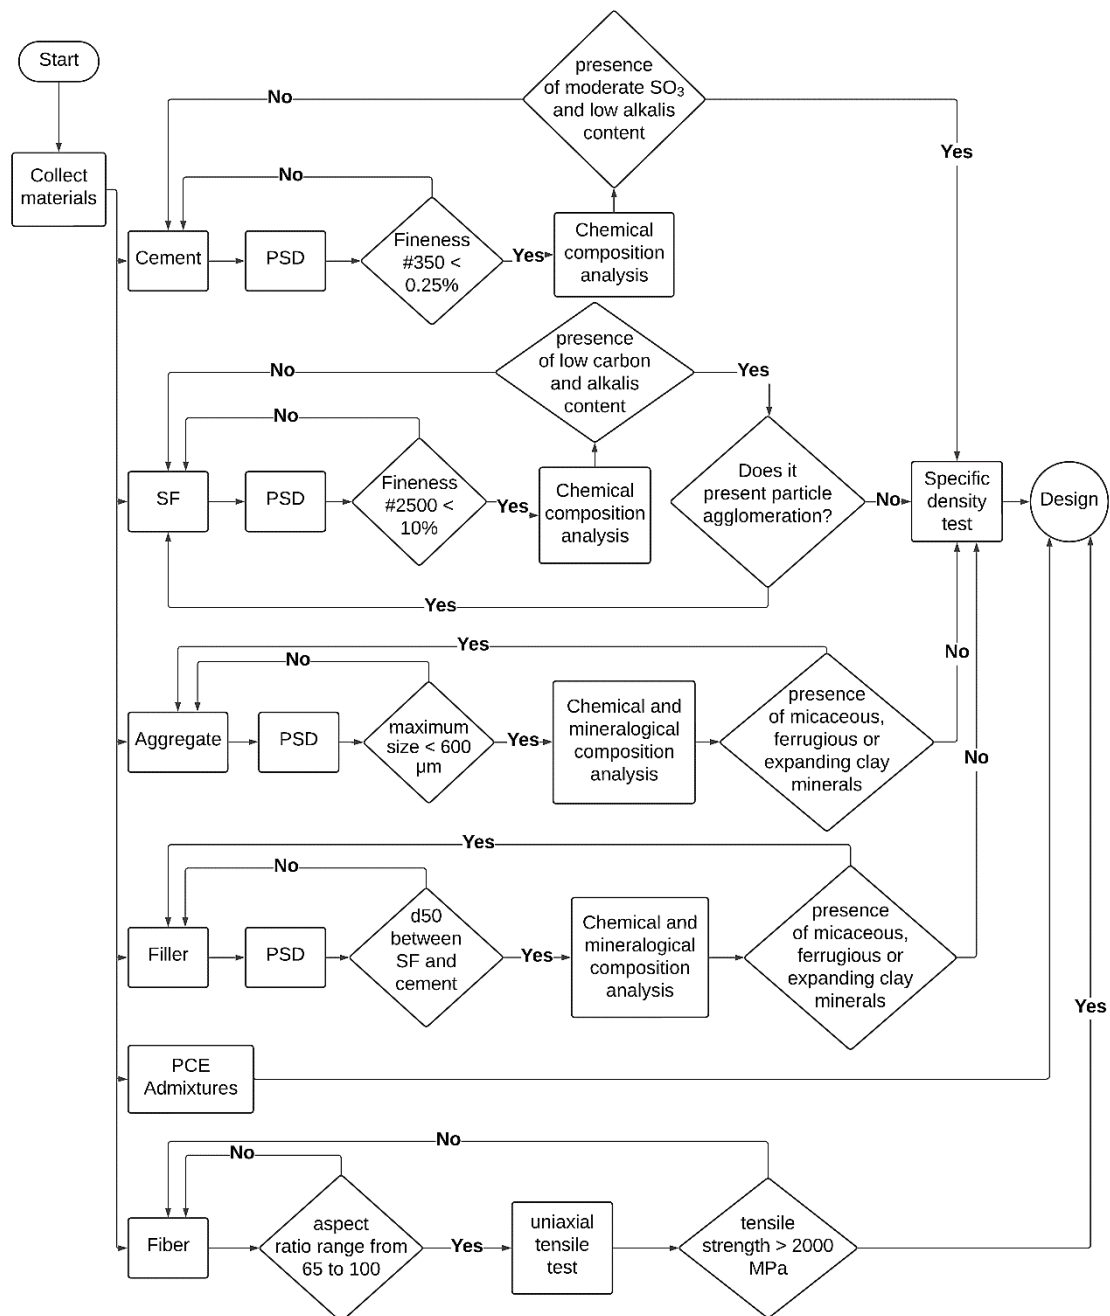 Start
Collect
materials
presence
of moderate SO₃
and low alkalis
content
No
Yes
No
Cement
PSD
Fineness
#350 <
0.25%
Yes
Chemical
composition
analysis
presence
of low carbon
and alkalis
content
No
Yes
No
SF
PSD
Fineness
#2500 <
10%
Yes
Chemical
composition
analysis
Does it
present particle
agglomeration?
No
Specific
density
test
Design
Yes
Yes
No
Aggregate
PSD
maximum
size < 600
µm
Yes
Chemical and
mineralogical
composition
analysis
presence
of micaceous,
ferrugious or
expanding clay
minerals
No
No
Yes
No
Filler
PSD
d50
between
SF and
cement
Yes
Chemical and
mineralogical
composition
analysis
presence
of micaceous,
ferrugious or
expanding clay
minerals
Yes
PCE
Admixtures
No
No
Fiber
aspect
ratio range from
65 to 100
Yes
uniaxial
tensile
test
tensile
strength > 2000
MPa